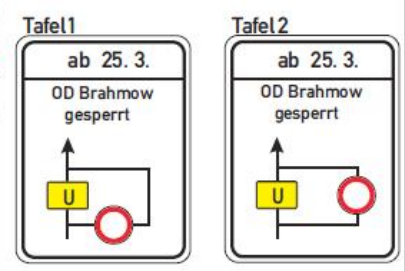 Tafel1
ab 25. 3.
OD Brahmow
gesperrt
U
Tafel2
ab 25. 3.
OD Brahmow
gesperrt
U